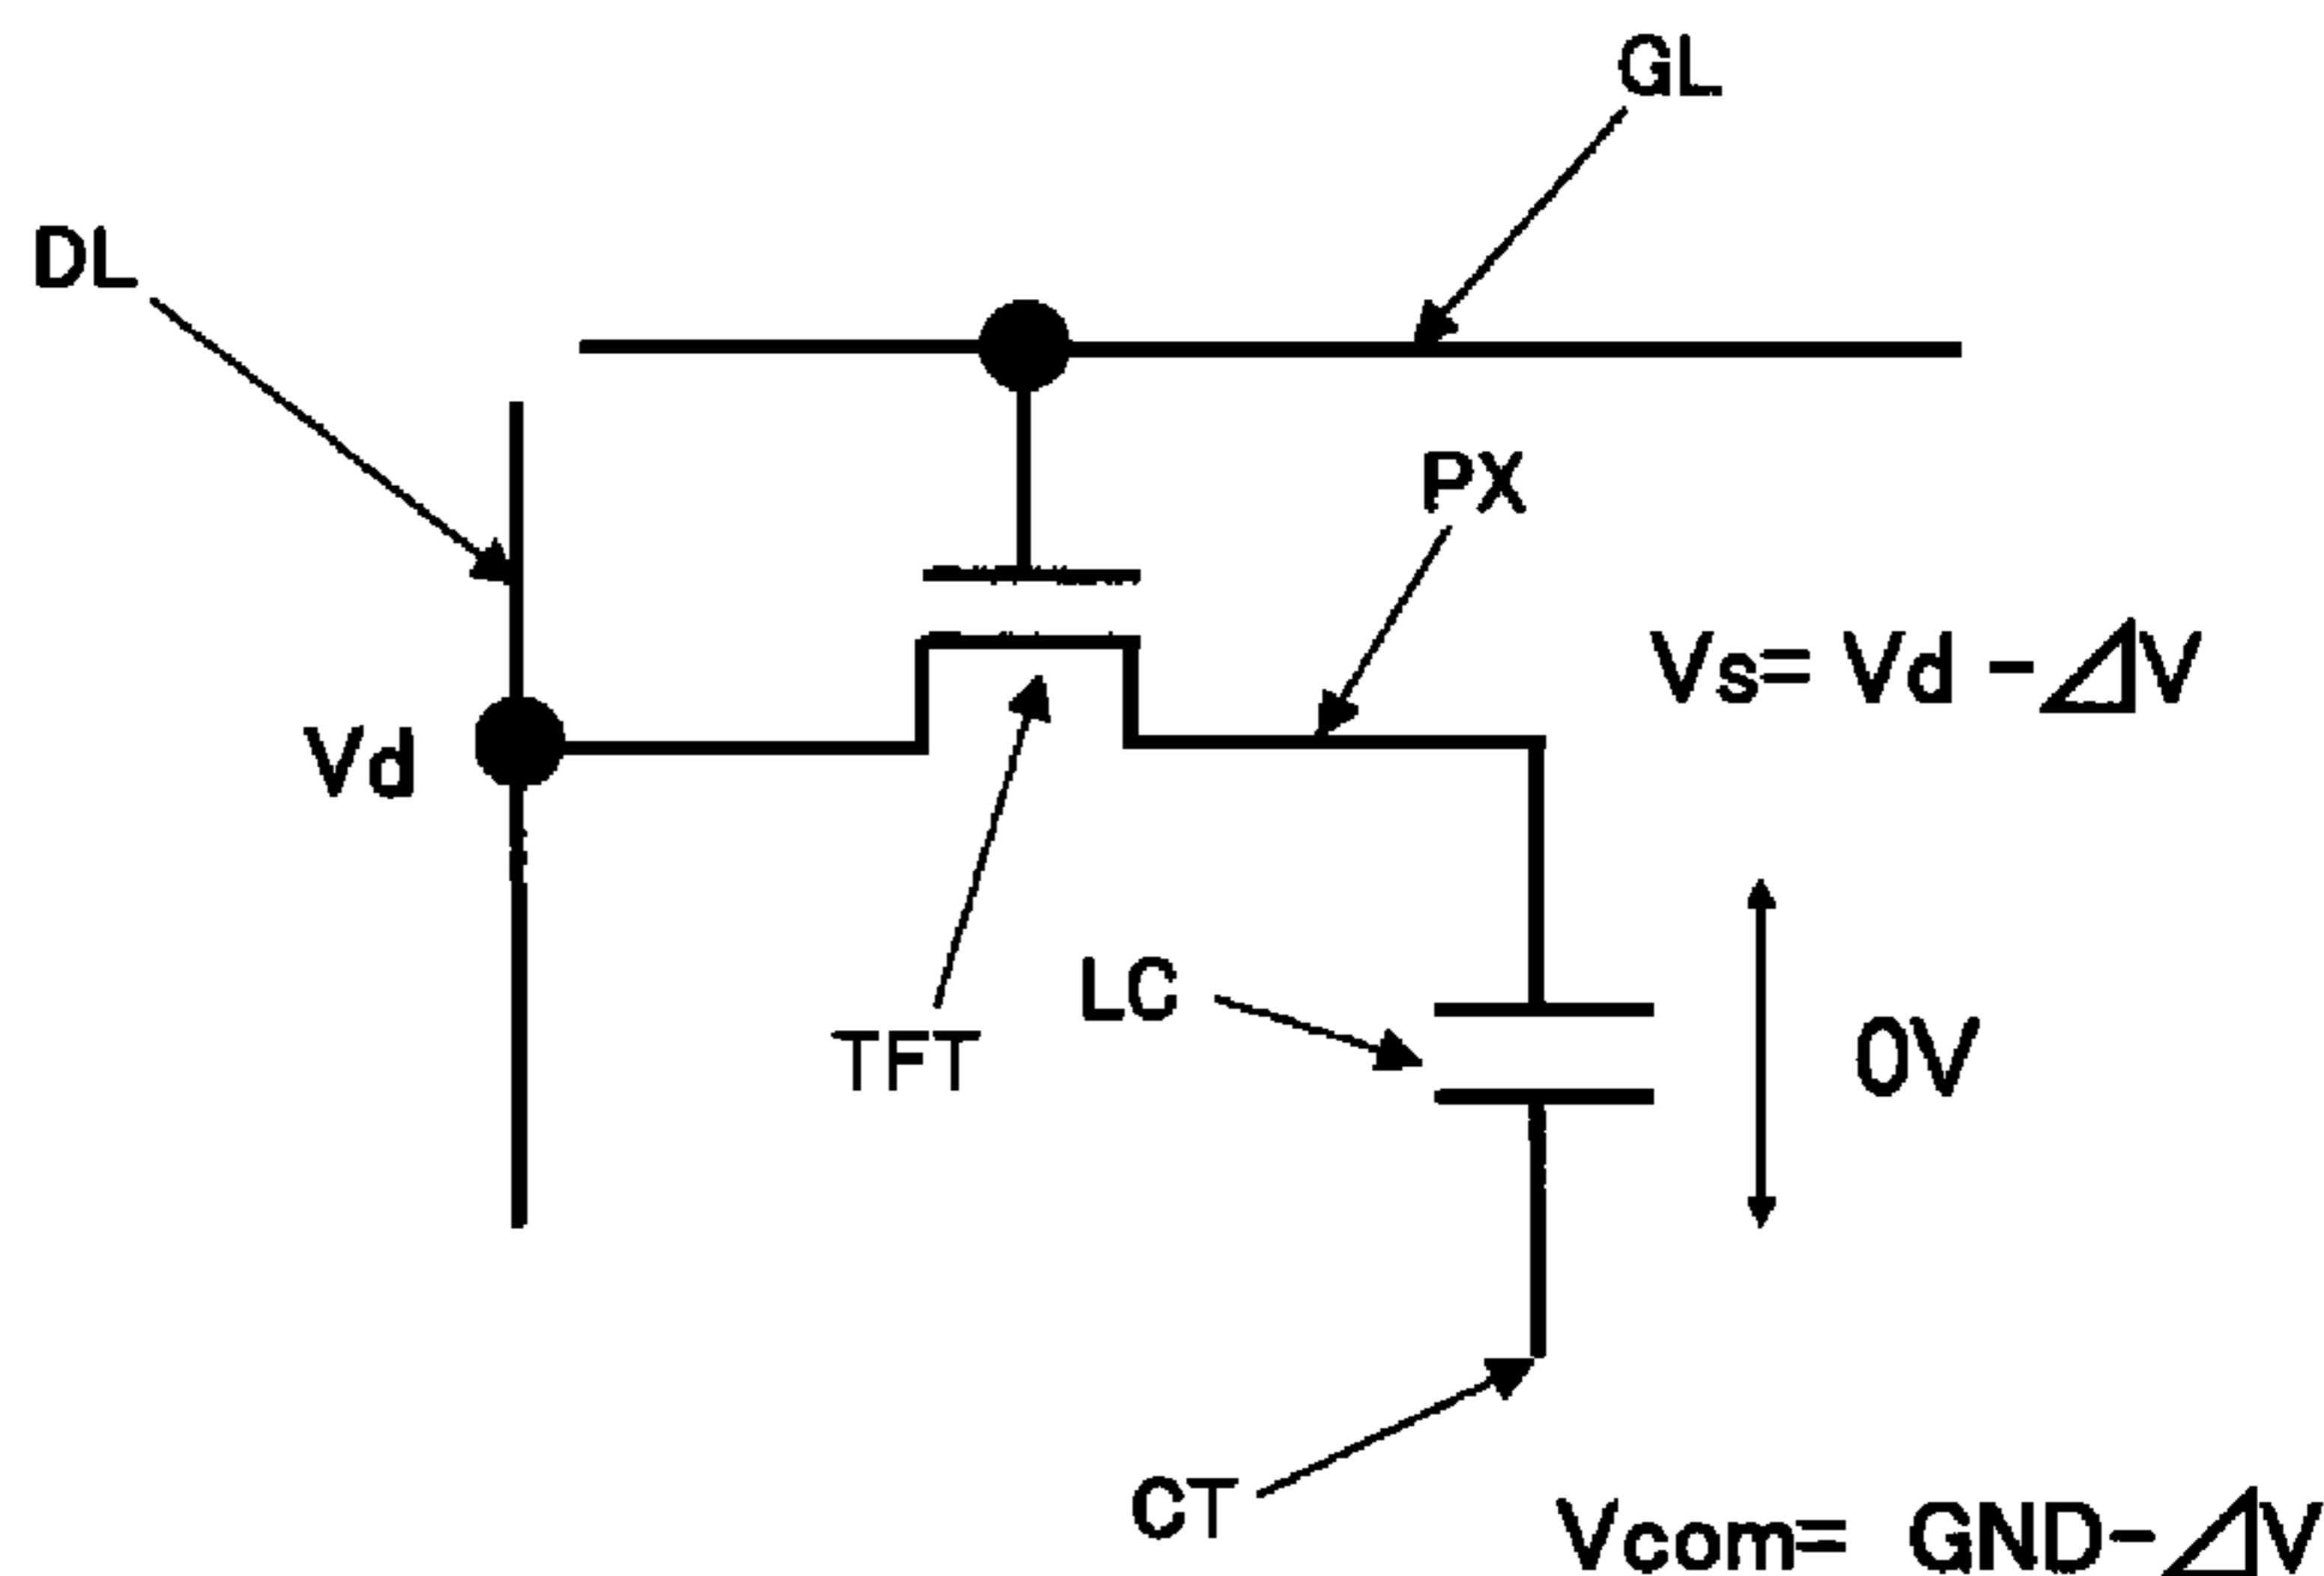 GL
DL
PX
Vs= Vd -⊿V
Vd
LC
TFT
0V
CT
Vcom= GND-⊿V